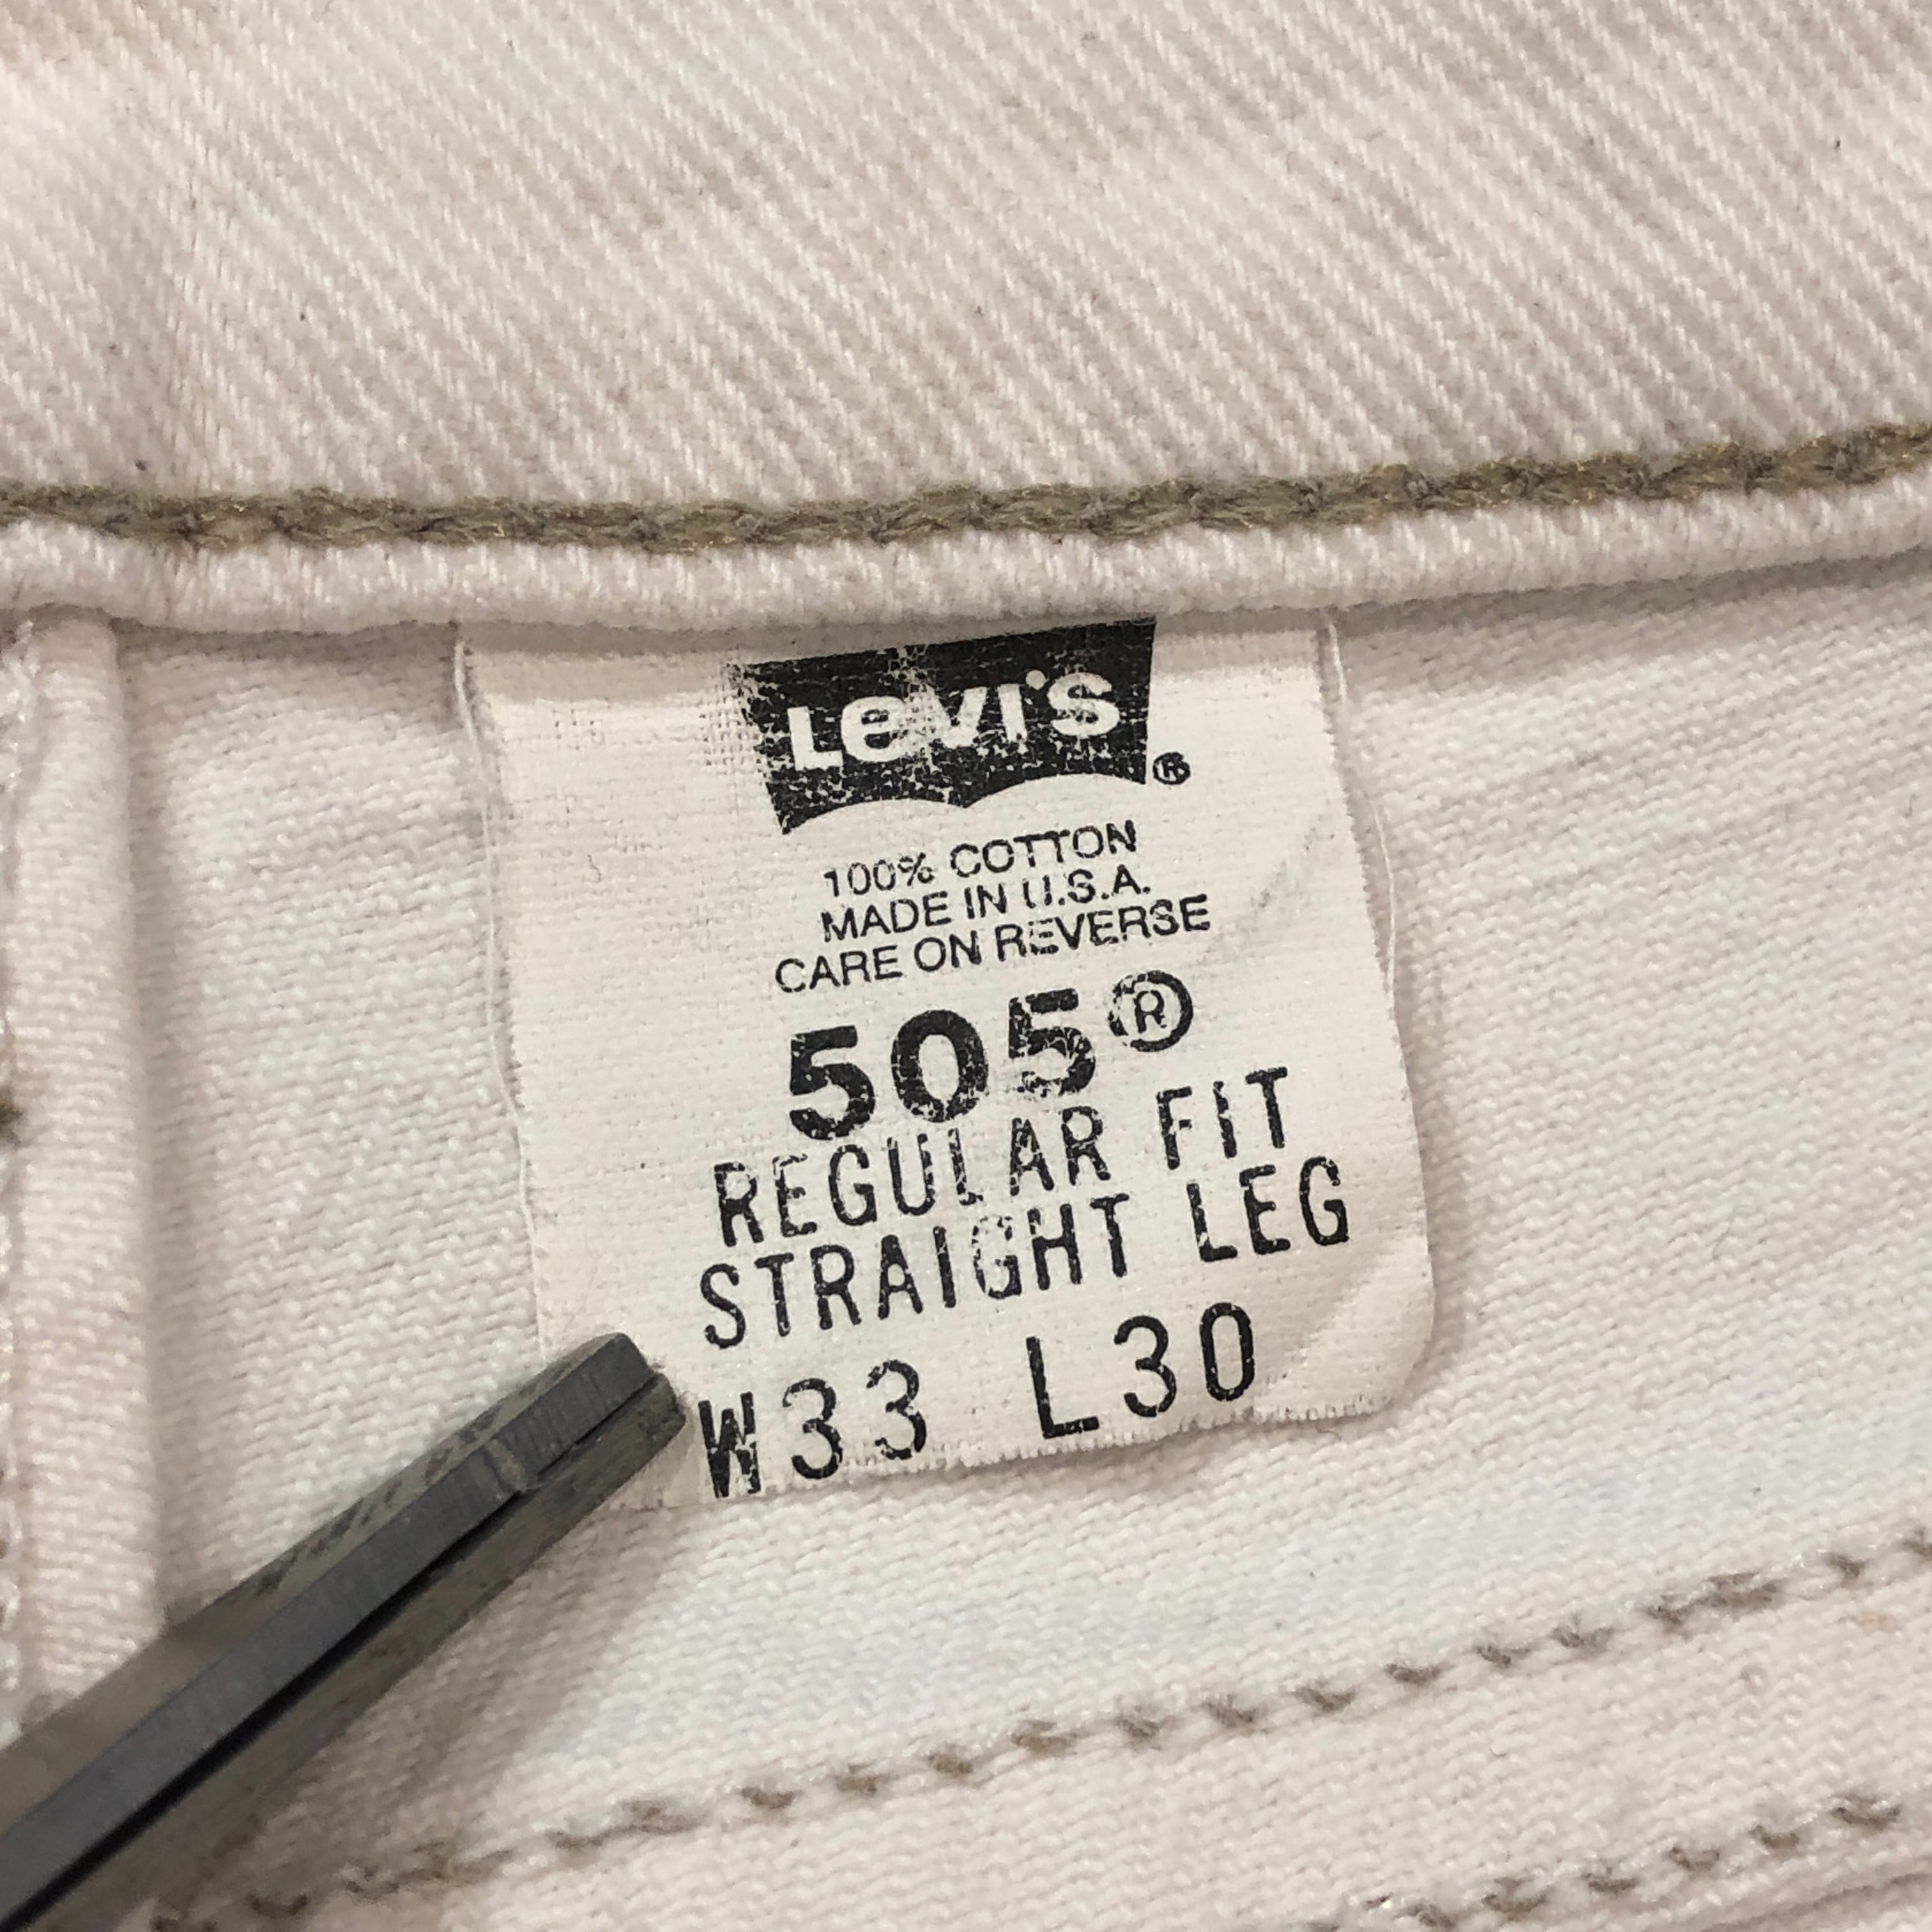 Levi's ®
100% COTTON
MADE IN U.S.A.
CARE ON REVERSE
505®
REGULAR FIT
STRAIGHT LEG
W33 L30